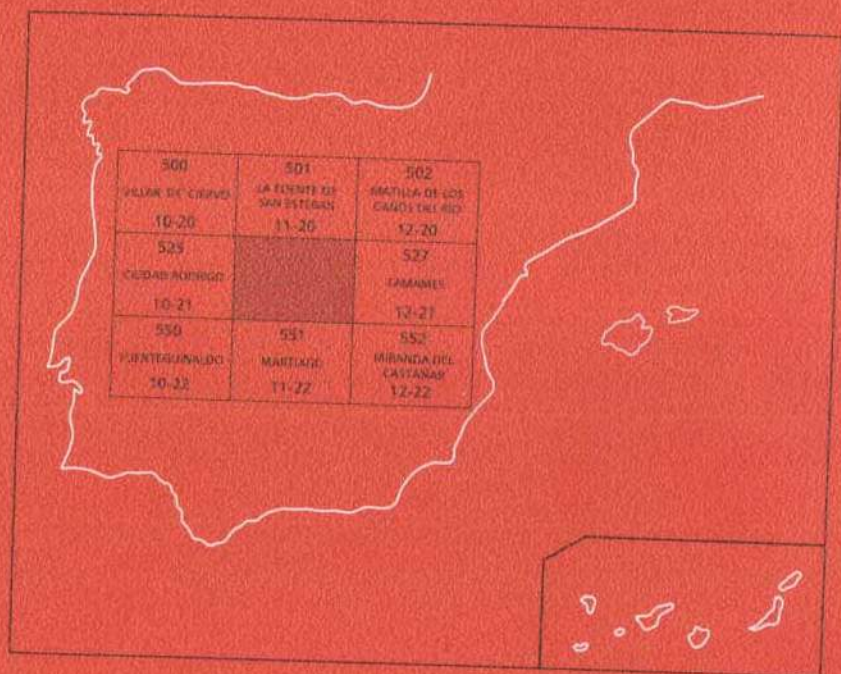 500
VILLAR DE CIERVO
10-20
501
LA FUENTE DE
SAN ESTEBAN
11-20
502
MATILLA DE LOS
CAÑOS DEL RIO
12-20
525
CIUDAD RODRIGO
10-21
527
TAMAMES
12-21
550
FUENTEGUINALDO
10-22
551
MARTIAGO
11-22
552
MIRANDA DEL
CASTAÑAR
12-22